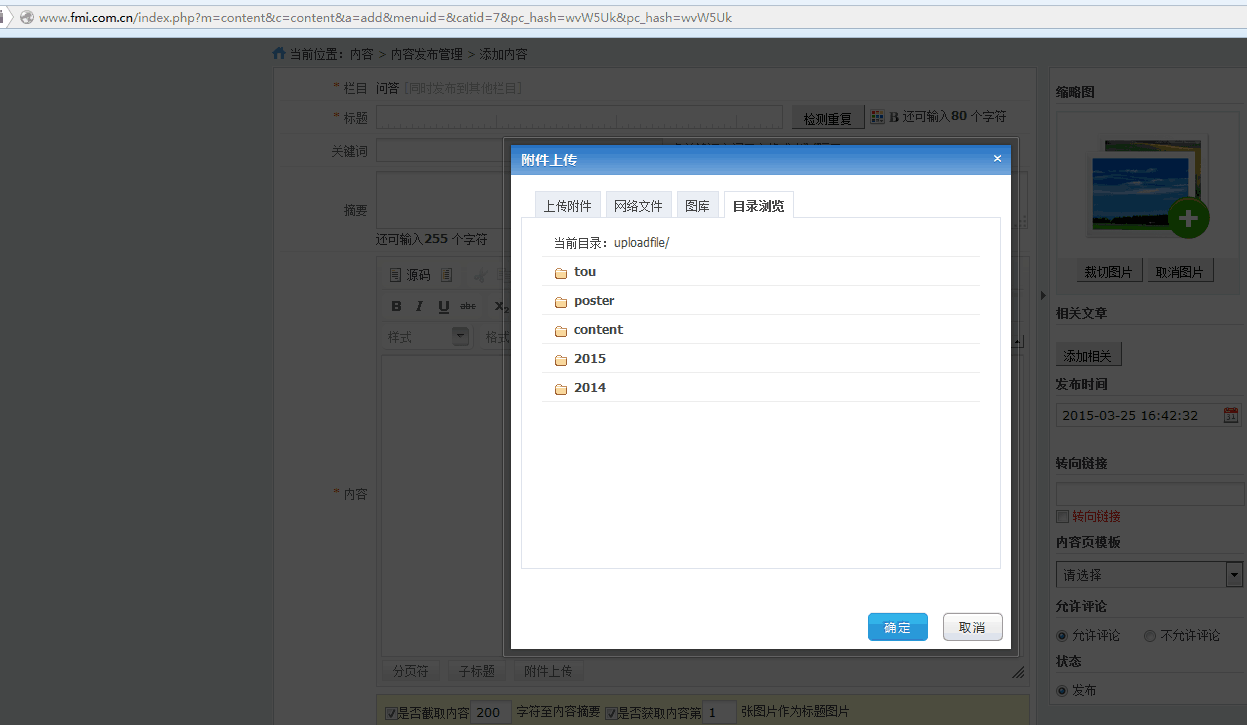 www.fmi.com.cn/index.php?m=content&c=content&a=add&menuid=&catid=7&pc_hash=wvW5Uk&pc_hash=wvW5Uk
当前位置：内容 > 内容发布管理 > 添加内容
* 栏目 问答 [同时发布到其他栏目]
* 标题 检测重复 B 还可输入80 个字符
关键词
摘要
还可输入255 个字符
源码
B I U abc X2
样式 格式
* 内容
附件上传 ×
上传附件 网络文件 图库 目录浏览
当前目录：uploadfile/
tou
poster
content
2015
2014
确定 取消
分页符 子标题 附件上传
是否截取内容 200 字符至内容摘要 是否获取内容第 1 张图片作为标题图片
缩略图
裁切图片 取消图片
相关文章
添加相关
发布时间
2015-03-25 16:42:32 31
转向链接
转向链接
内容页模板
请选择
允许评论
允许评论 不允许评论
状态
发布